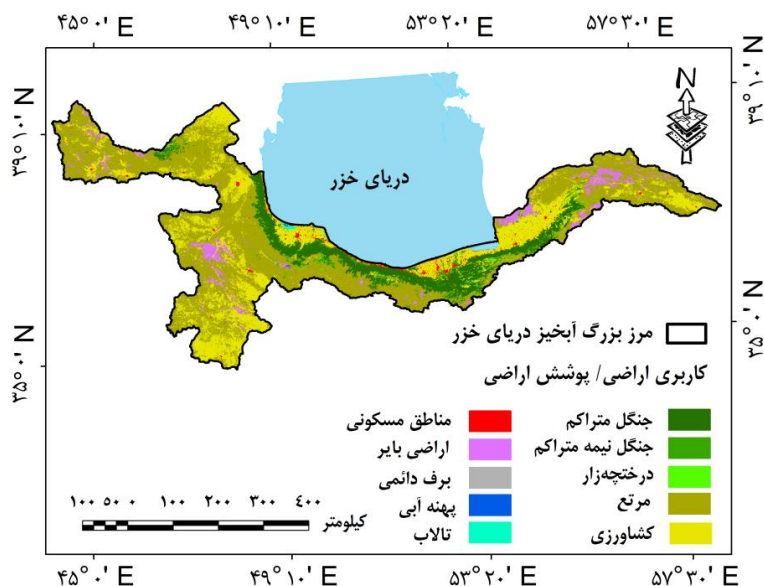 ۴۵°۰' E ۴۹°۱۰' E ۵۳°۲۰' E ۵۷°۳۰' E
۳۹°۱۰' N
۳۹°۱۰' N
N
دریای خزر
۳۵°۰' N
۳۵°۰' N
مرز بزرگ آبخیز دریای خزر
کاربری اراضی/ پوشش اراضی
جنگل متراکم
جنگل نیمه متراکم
درختچه‌زار
مرتع
کشاورزی
مناطق مسکونی
اراضی بایر
برف دائمی
پهنه آبی
تالاب
۱۰۰ ۵۰ ۰ ۱۰۰ ۲۰۰ ۳۰۰ ۴۰۰
کیلومتر
۴۵°۰' E ۴۹°۱۰' E ۵۳°۲۰' E ۵۷°۳۰' E